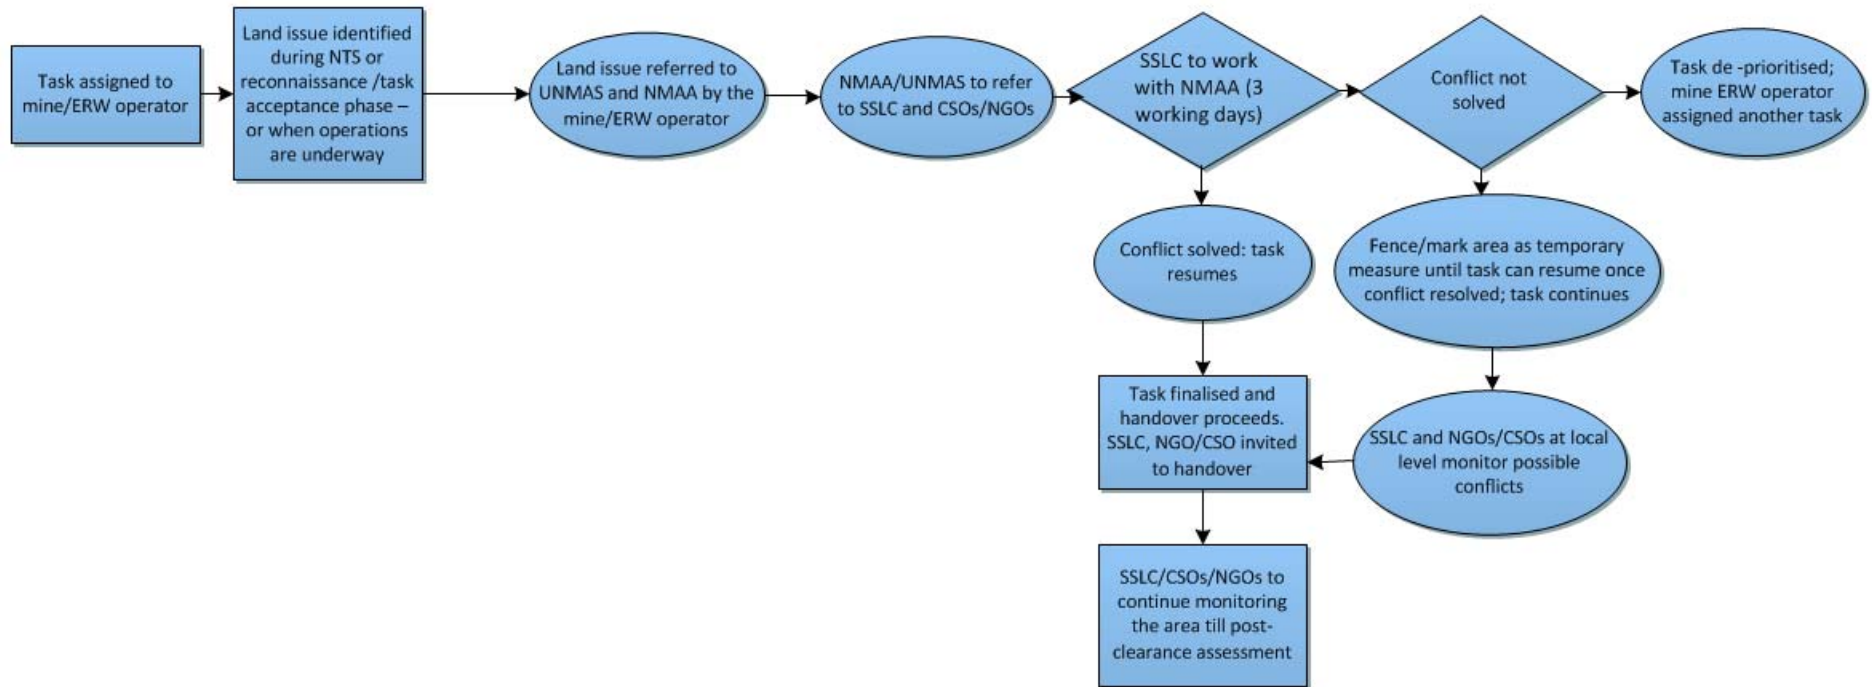 Task assigned to
mine/ERW operator
Land issue identified
during NTS or
reconnaissance /task
acceptance phase –
or when operations
are underway
Land issue referred to
UNMAS and NMAA by the
mine/ERW operator
NMAA/UNMAS to refer
to SSLC and CSOs/NGOs
SSLC to work
with NMAA (3
working days)
Conflict not
solved
Task de -prioritised;
mine ERW operator
assigned another task
Conflict solved: task
resumes
Fence/mark area as temporary
measure until task can resume once
conflict resolved; task continues
Task finalised and
handover proceeds.
SSLC, NGO/CSO invited
to handover
SSLC and NGOs/CSOs at local
level monitor possible
conflicts
SSLC/CSOs/NGOs to
continue monitoring
the area till post-
clearance assessment